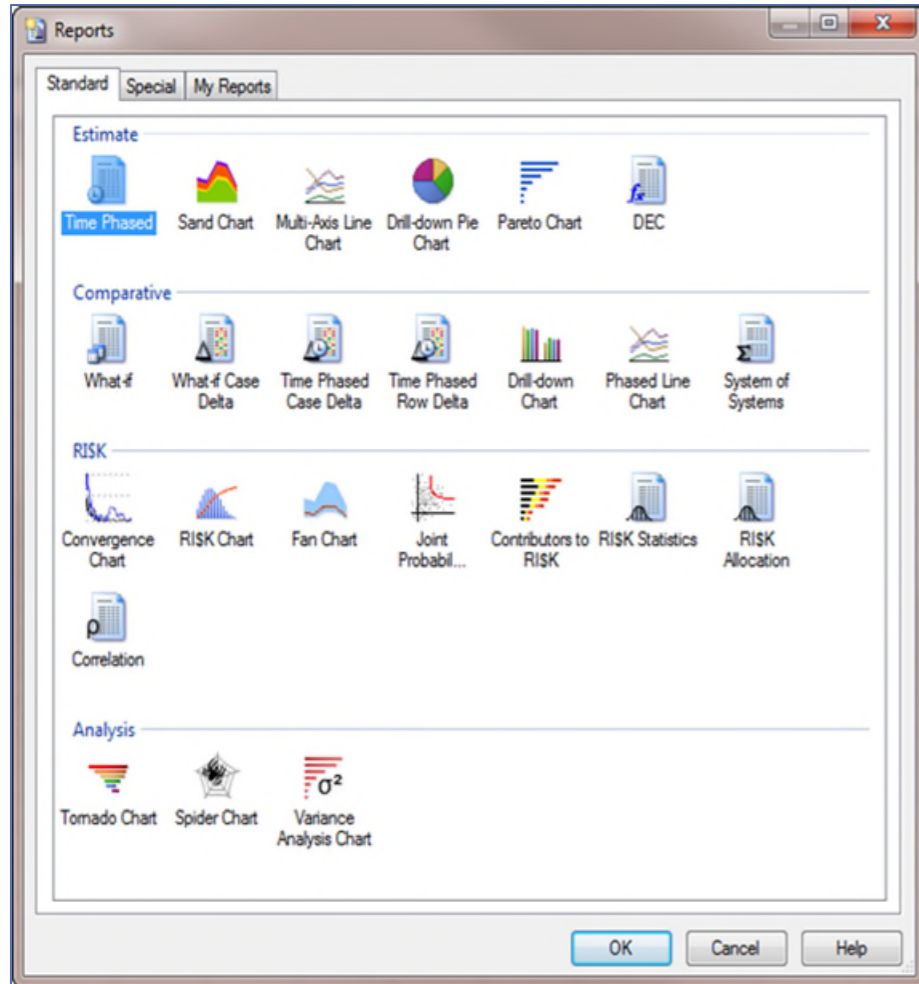 Reports
Standard Special My Reports
Estimate
Time Phased Sand Chart Multi-Axis Line Chart Drill-down Pie Chart Pareto Chart fx DEC
Comparative
What-if What-if Case Delta Time Phased Case Delta Time Phased Row Delta Drill-down Chart Phased Line Chart Σ System of Systems
RI$K
Convergence Chart RI$K Chart Fan Chart Joint Probabil... Contributors to RI$K RI$K Statistics RI$K Allocation
ρ
Correlation
Analysis
σ²
Tornado Chart Spider Chart Variance Analysis Chart
OK Cancel Help